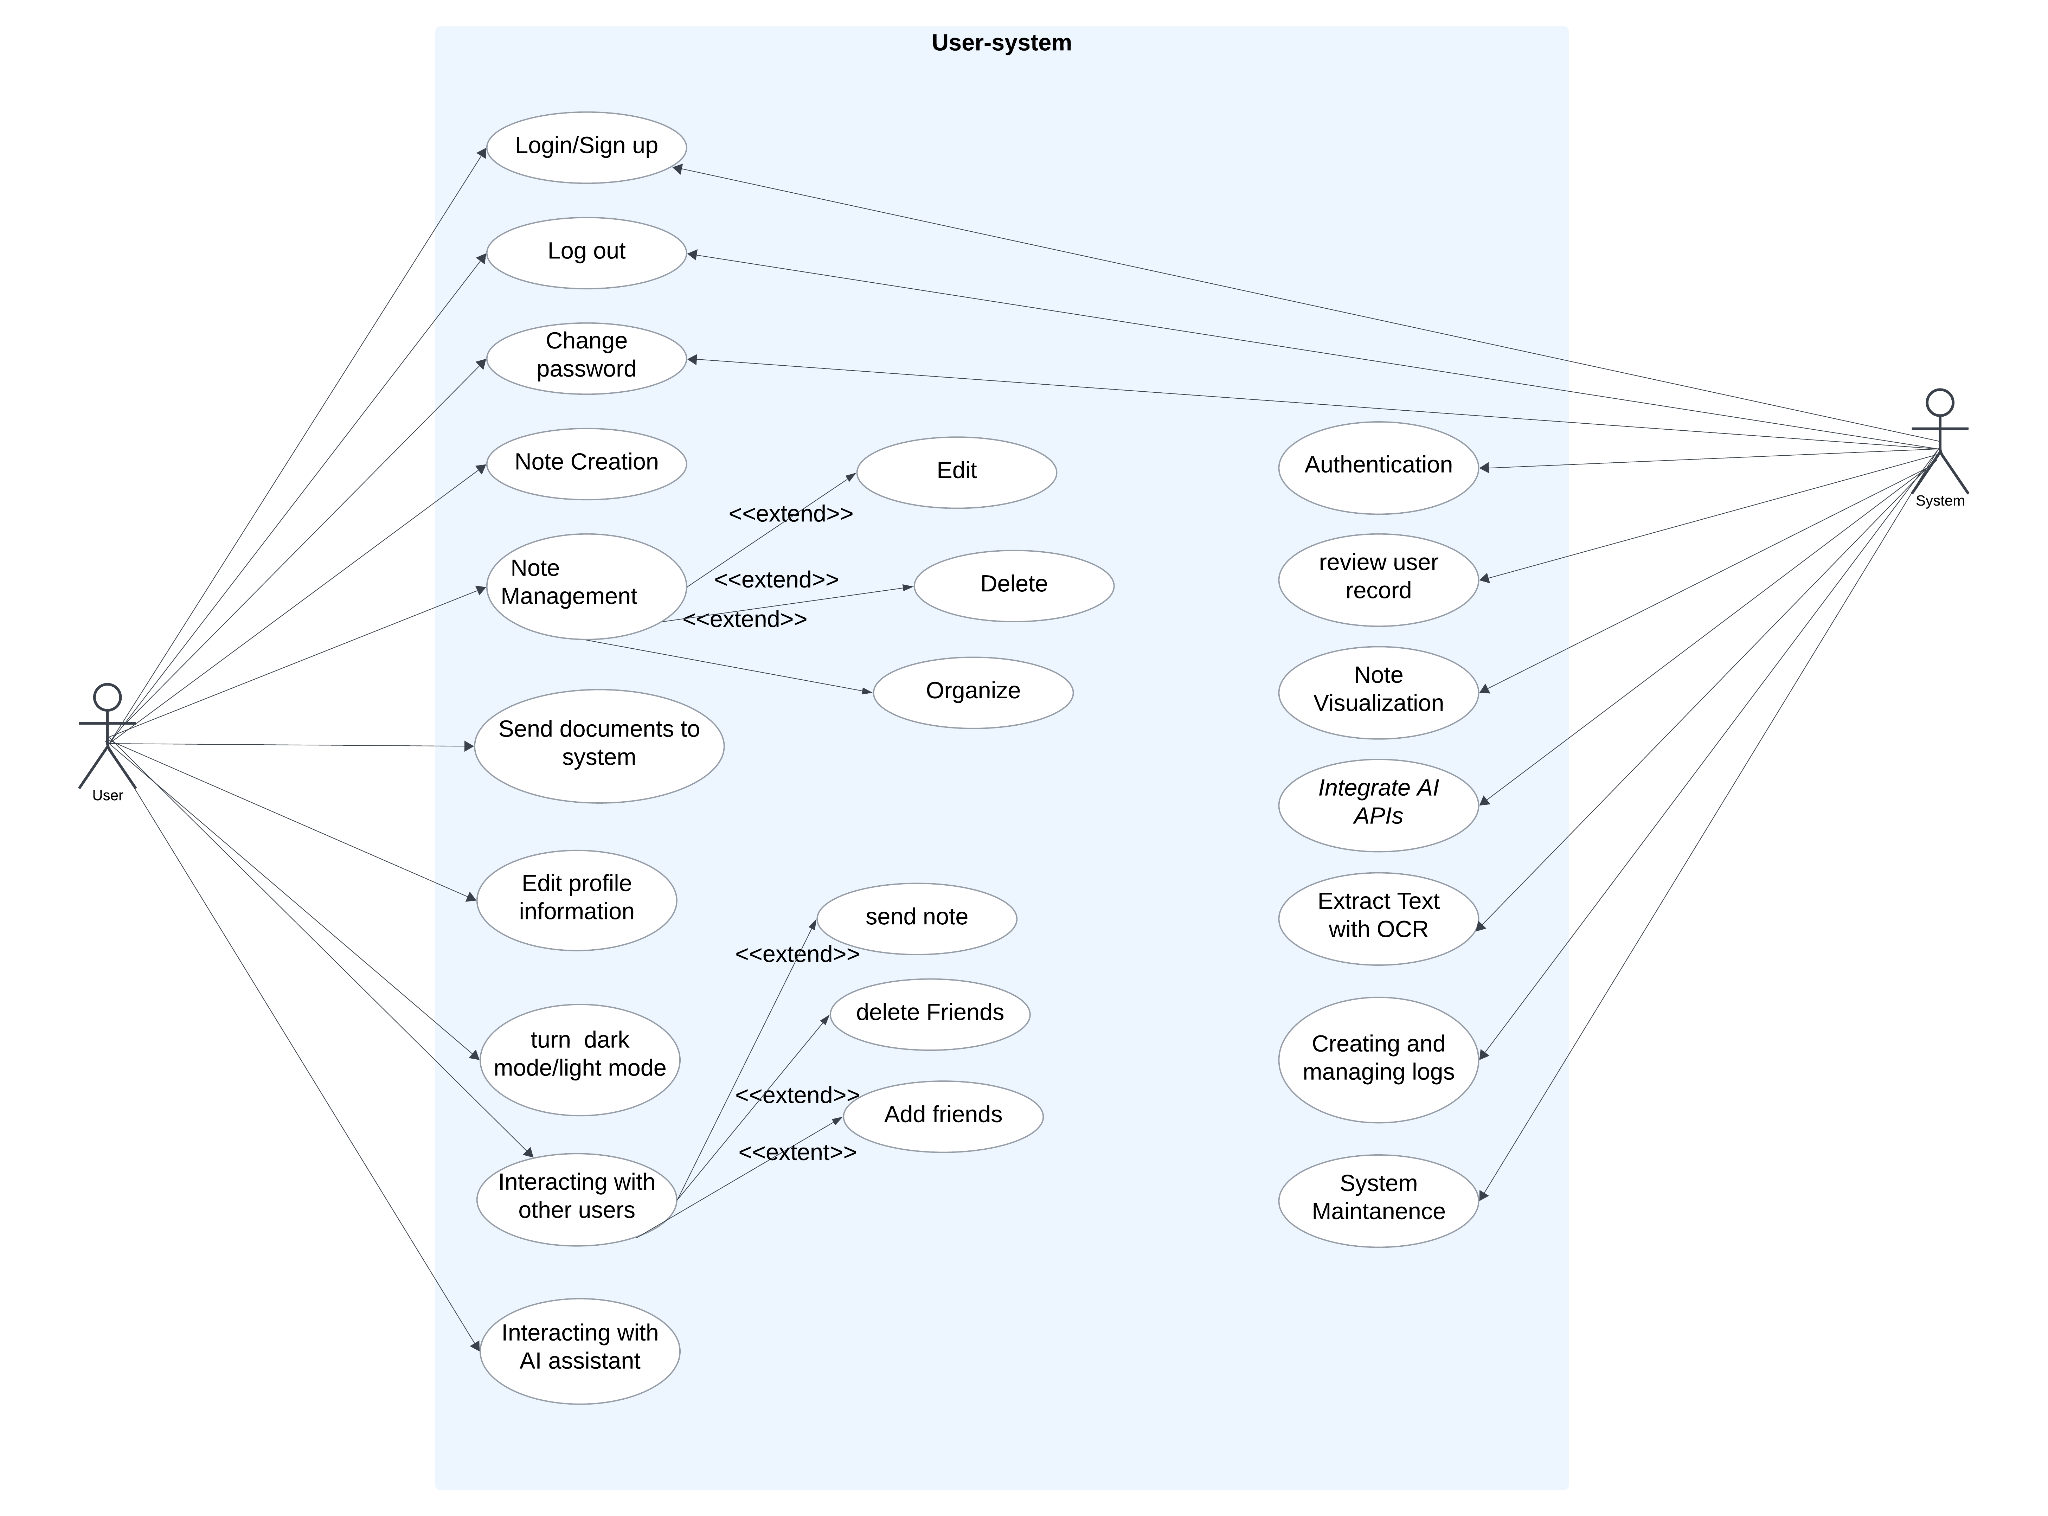 User-system
Login/Sign up
Log out
Change
password
Note Creation
Note
Management
Send documents to
system
Edit profile
information
turn  dark
mode/light mode
Interacting with
other users
Interacting with
AI assistant
Edit
<<extend>>
<<extend>>
Delete
<<extend>>
Organize
send note
<<extend>>
delete Friends
<<extend>>
Add friends
<<extent>>
Authentication
review user
record
Note
Visualization
Integrate AI
APIs
Extract Text
with OCR
Creating and
managing logs
System
Maintanence
User
System